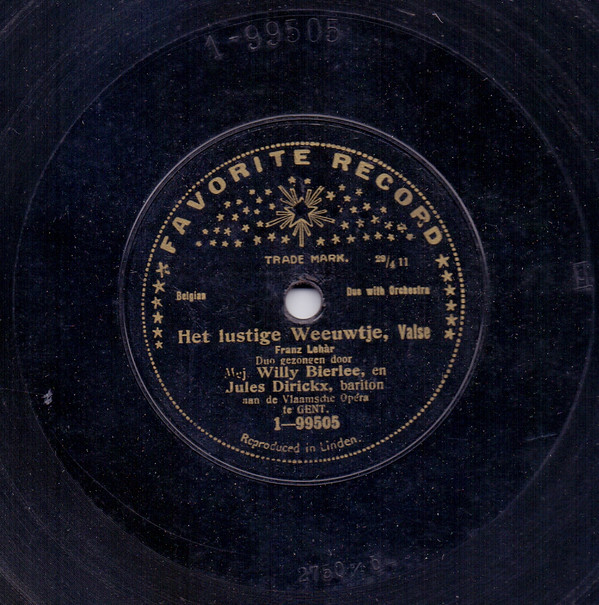 1-99505
FAVORITE RECORD
TRADE MARK.
29/4 11
Belgian
Duo with Orchestra
Het lustige Weeuwtje, Valse
Franz Lehár
Duo gezongen door
Mej. Willy Bierlee, en
Jules Dirickx, bariton
aan de Vlaamsche Opéra
te GENT.
1—99505
Reproduced in Linden.